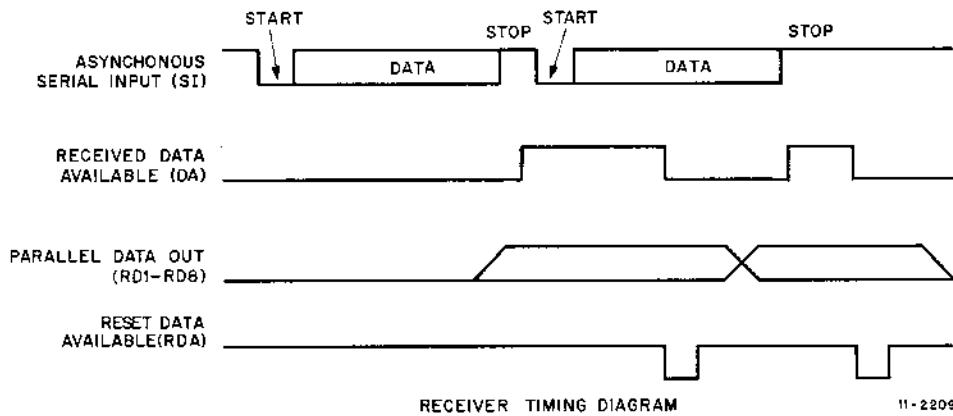 START
STOP
START
STOP
ASYNCHONOUS
SERIAL INPUT (SI)
DATA
DATA
RECEIVED DATA
AVAILABLE (DA)
PARALLEL DATA OUT
(RD1-RD8)
RESET DATA
AVAILABLE(RDA)
RECEIVER TIMING DIAGRAM
11-2209